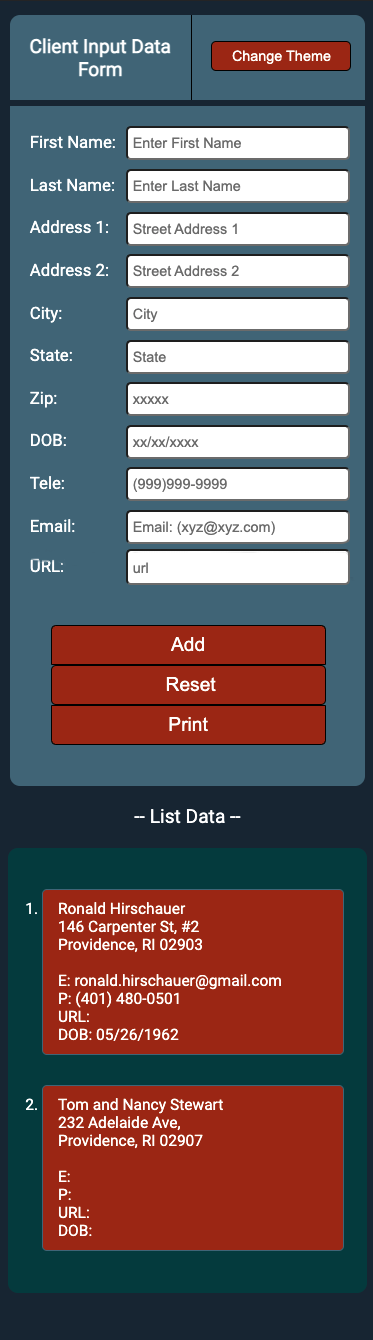 Client Input Data
Form
Change Theme
First Name: Enter First Name
Last Name: Enter Last Name
Address 1: Street Address 1
Address 2: Street Address 2
City: City
State: State
Zip: xxxxx
DOB: xx/xx/xxxx
Tele: (999)999-9999
Email: Email: (xyz@xyz.com)
URL: url
Add
Reset
Print
-- List Data --
1. Ronald Hirschauer
146 Carpenter St, #2
Providence, RI 02903
E: ronald.hirschauer@gmail.com
P: (401) 480-0501
URL:
DOB: 05/26/1962
2. Tom and Nancy Stewart
232 Adelaide Ave,
Providence, RI 02907
E:
P:
URL:
DOB: